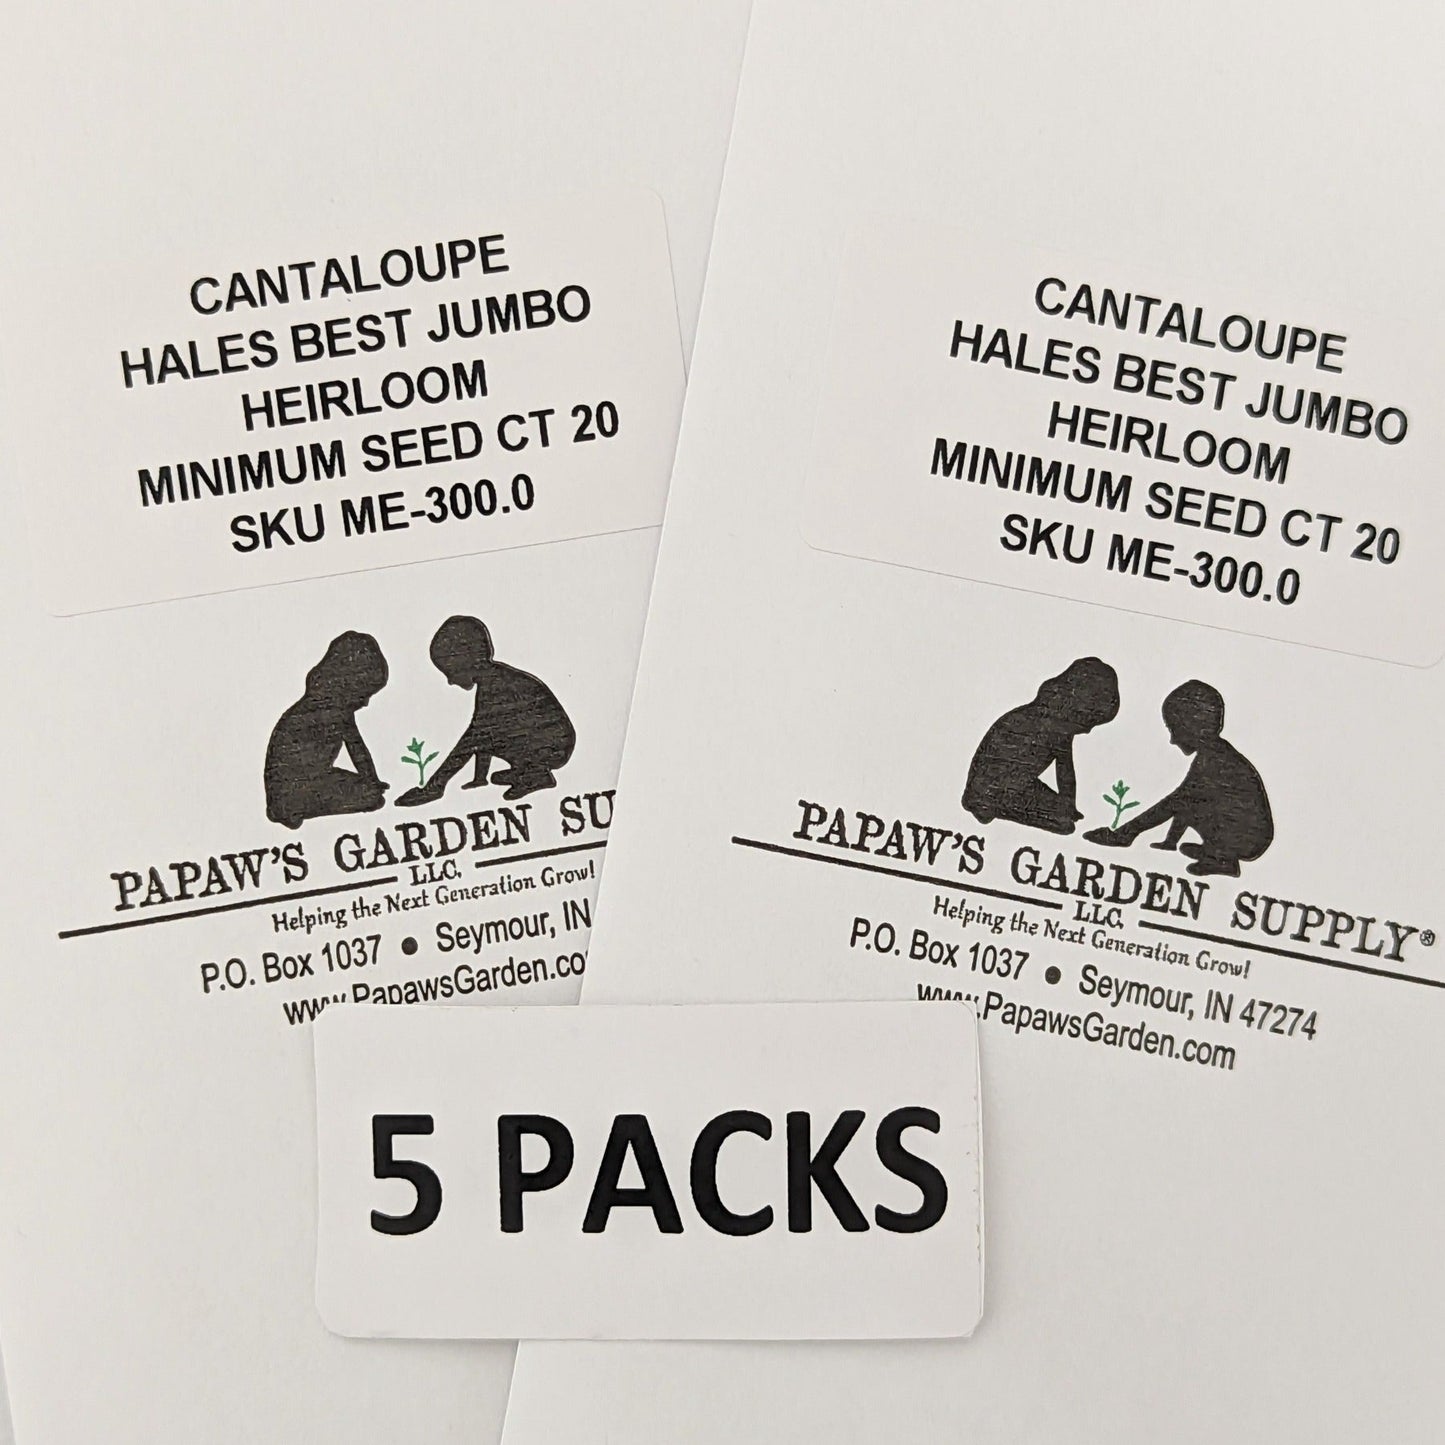 CANTALOUPE
HALES BEST JUMBO
HEIRLOOM
MINIMUM SEED CT 20
SKU ME-300.0
PAPAW'S GARDEN SU
LLC.
Helping the Next Generation Grow!
P.O. Box 1037 • Seymour, IN
www.PapawsGarden.co
CANTALOUPE
HALES BEST JUMBO
HEIRLOOM
MINIMUM SEED CT 20
SKU ME-300.0
PAPAW'S GARDEN SUPPLY®
LLC.
Helping the Next Generation Grow!
P.O. Box 1037 • Seymour, IN 47274
www.PapawsGarden.com
5 PACKS